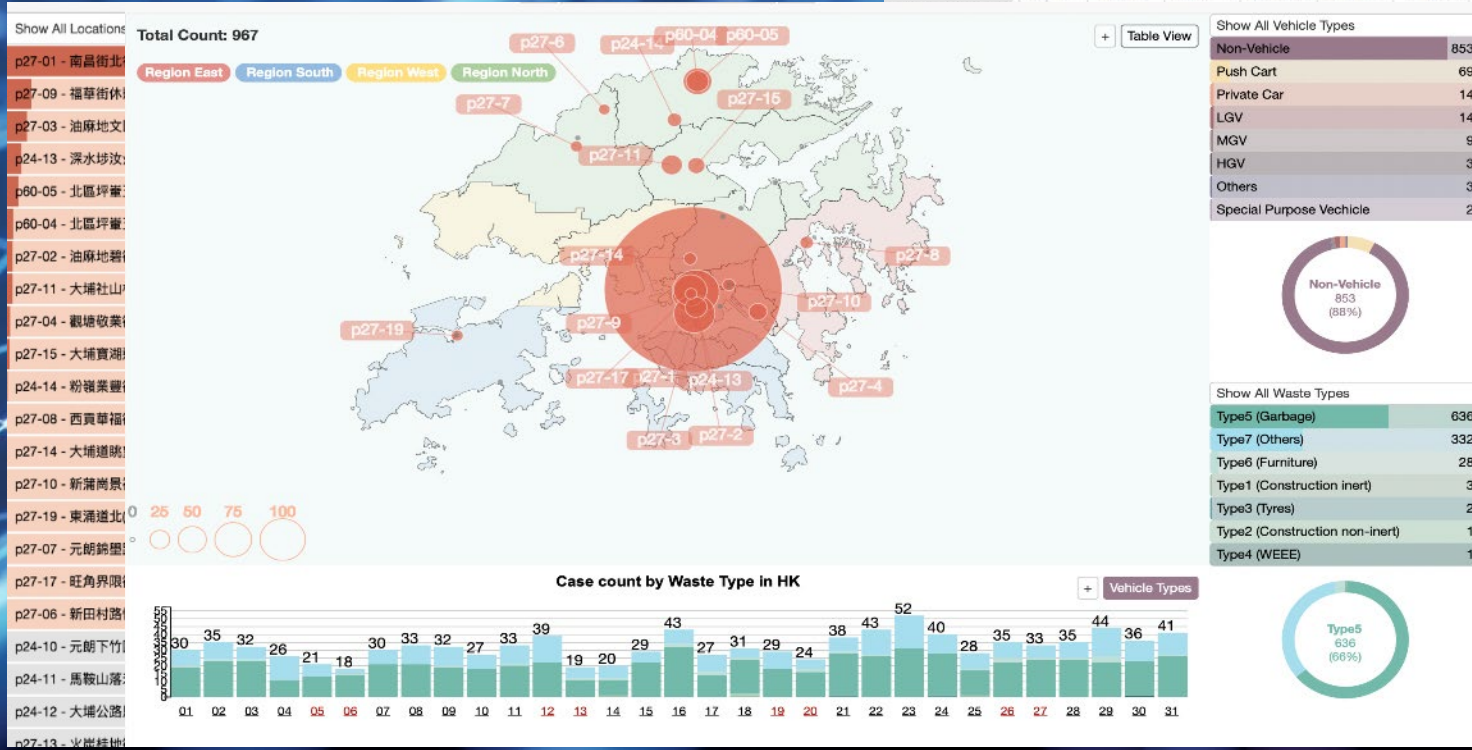 Show All Locations
p27-01 - 南昌街北
p27-09 - 福華街休
p27-03 - 油麻地文
p24-13 - 深水埗汝
p60-05 - 北區坪輋
p60-04 - 北區坪輋
p27-02 - 油麻地碧
p27-11 - 大埔社山
p27-04 - 觀塘敬業
p27-15 - 大埔寶湖
p24-14 - 粉嶺業豐
p27-08 - 西貢華福
p27-14 - 大埔道眺
p27-10 - 新蒲崗景
p27-19 - 東涌道北
p27-07 - 元朗錦壆
p27-17 - 旺角界限
p27-06 - 新田村路
p24-10 - 元朗下竹
p24-11 - 馬鞍山落
p24-12 - 大埔公路
p27-13 - 火炭桂地
Total Count: 967
+ Table View
Region East Region South Region West Region North
p27-6
p24-14
p60-04
p60-05
p27-7
p27-15
p27-11
p27-14
p27-8
p27-10
p27-9
p27-19
p27-17
p27-1
p24-13
p27-4
p27-3
p27-2
0 25 50 75 100
Show All Vehicle Types
Non-Vehicle 853
Push Cart 69
Private Car 14
LGV 14
MGV 9
HGV 3
Others 3
Special Purpose Vechicle 2
Non-Vehicle
853
(88%)
Show All Waste Types
Type5 (Garbage) 636
Type7 (Others) 332
Type6 (Furniture) 28
Type1 (Construction inert) 3
Type3 (Tyres) 2
Type2 (Construction non-inert) 1
Type4 (WEEE) 1
Type5
636
(66%)
Case count by Waste Type in HK
+ Vehicle Types
55
50
45
40
35
30
25
20
15
10
5
0
30 35 32 26 21 18 30 33 32 27 33 39 19 20 29 43 27 31 29 24 38 43 52 40 28 35 33 35 44 36 41
01 02 03 04 05 06 07 08 09 10 11 12 13 14 15 16 17 18 19 20 21 22 23 24 25 26 27 28 29 30 31